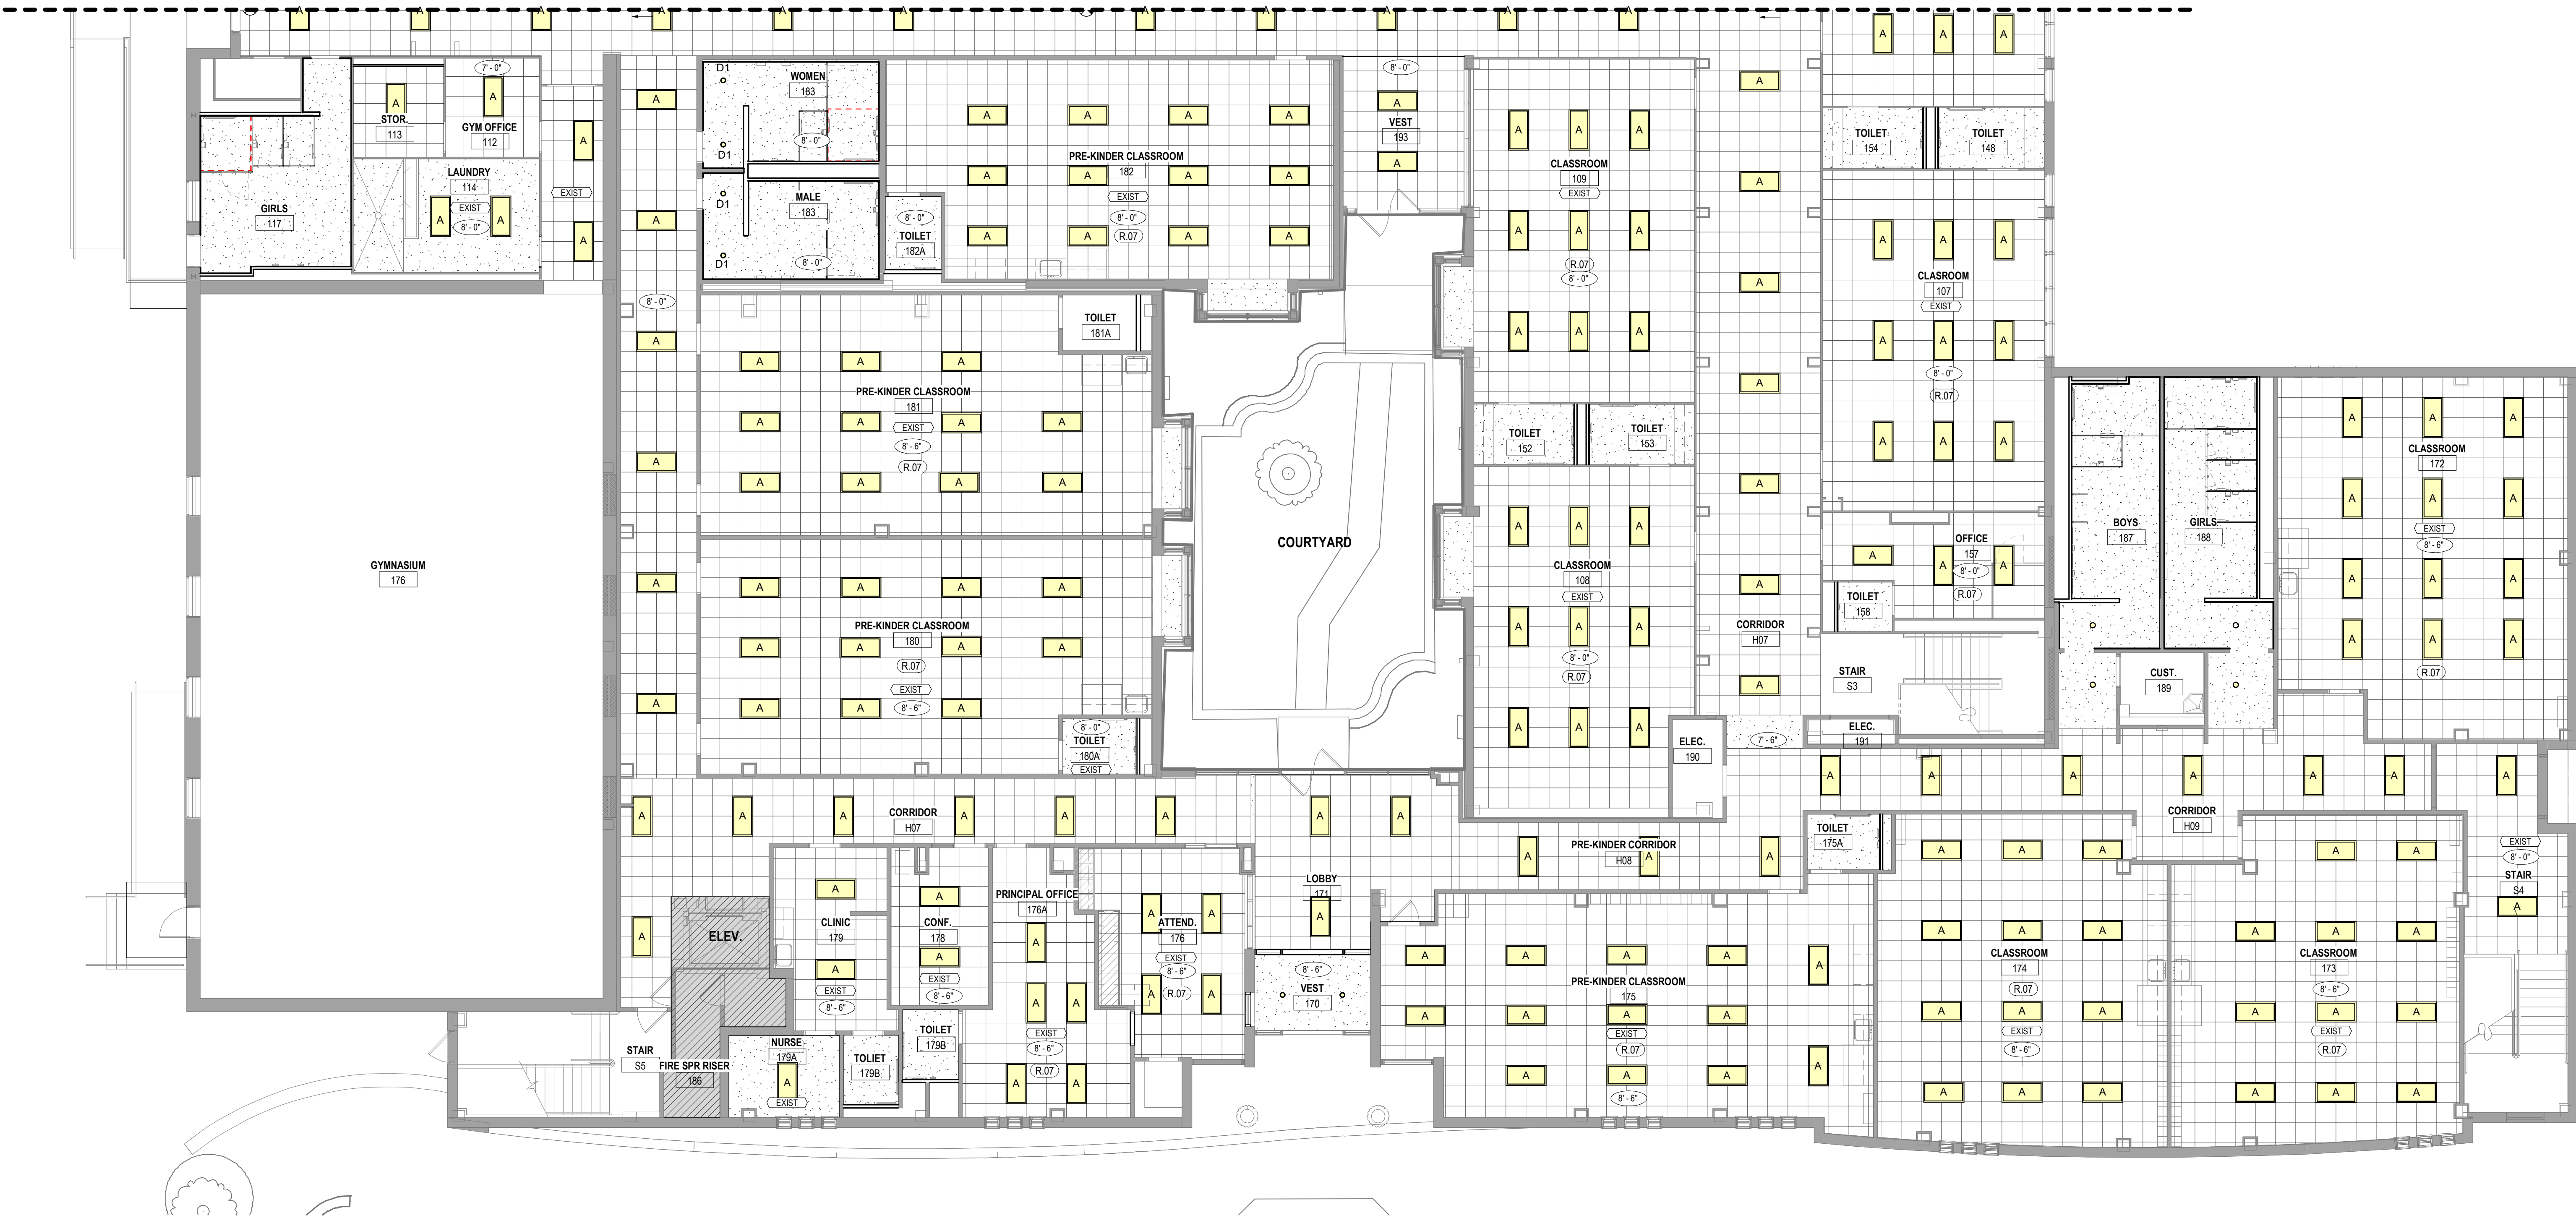 WOMEN
183
D1
D1
8' - 0"
MALE
183
D1
D1
8' - 0"
7' - 0"
A
A
STOR.
113
GYM OFFICE
112
LAUNDRY
114
EXIST
A
A
8' - 0"
GIRLS
117
A
EXIST
A
PRE-KINDER CLASSROOM
182
EXIST
8' - 0"
R.07
A A A A
A A A A
A A A A
8' - 0"
TOILET
182A
8' - 0"
A
VEST
193
A
CLASSROOM
109
EXIST
R.07
8' - 0"
A A A
A A A
A A A
A A A
TOILET
154
TOILET
148
CLASROOM
107
EXIST
8' - 0"
R.07
A A A
A A A
A A A
8' - 0"
TOILET
181A
PRE-KINDER CLASSROOM
181
EXIST
8' - 6"
R.07
A A A
A A A A
A A A A
TOILET
152
TOILET
153
COURTYARD
GYMNASIUM
176
PRE-KINDER CLASSROOM
180
R.07
EXIST
8' - 6"
A A A A
A A A A
A A A
8' - 0"
TOILET
180A
EXIST
CLASSROOM
108
EXIST
8' - 0"
R.07
A A A
A A A
A A A
CORRIDOR
H07
OFFICE
157
8' - 0"
R.07
A A A
TOILET
158
STAIR
S3
BOYS
187
GIRLS
188
CUST.
189
CLASSROOM
172
EXIST
8' - 6"
R.07
A A A
A A A
A A A
A A A
ELEC.
190
7' - 6"
ELEC.
191
CORRIDOR
H07
A A A A A A
A A
A A A A A A A
CORRIDOR
H09
PRE-KINDER CORRIDOR
H08
A A A
TOILET
175A
LOBBY
171
A
EXIST
8' - 0"
STAIR
S4
A
ELEV.
A
CLINIC
179
A
EXIST
8' - 6"
A
CONF.
178
A
EXIST
8' - 6"
PRINCIPAL OFFICE
176A
A
A A
EXIST
8' - 6"
R.07
A A
ATTEND.
176
EXIST
8' - 6"
R.07
A A
A A
8' - 6"
VEST
170
PRE-KINDER CLASSROOM
175
EXIST
R.07
8' - 6"
A A A A A
A A A A
A A A A
CLASSROOM
174
R.07
EXIST
8' - 6"
A A A
A A A
A A A
A A A
CLASSROOM
173
8' - 6"
EXIST
R.07
A A
A A A
A A A
A A A
STAIR
S5
FIRE SPR RISER
186
NURSE
179A
A
EXIST
TOLIET
179B
TOILET
179B